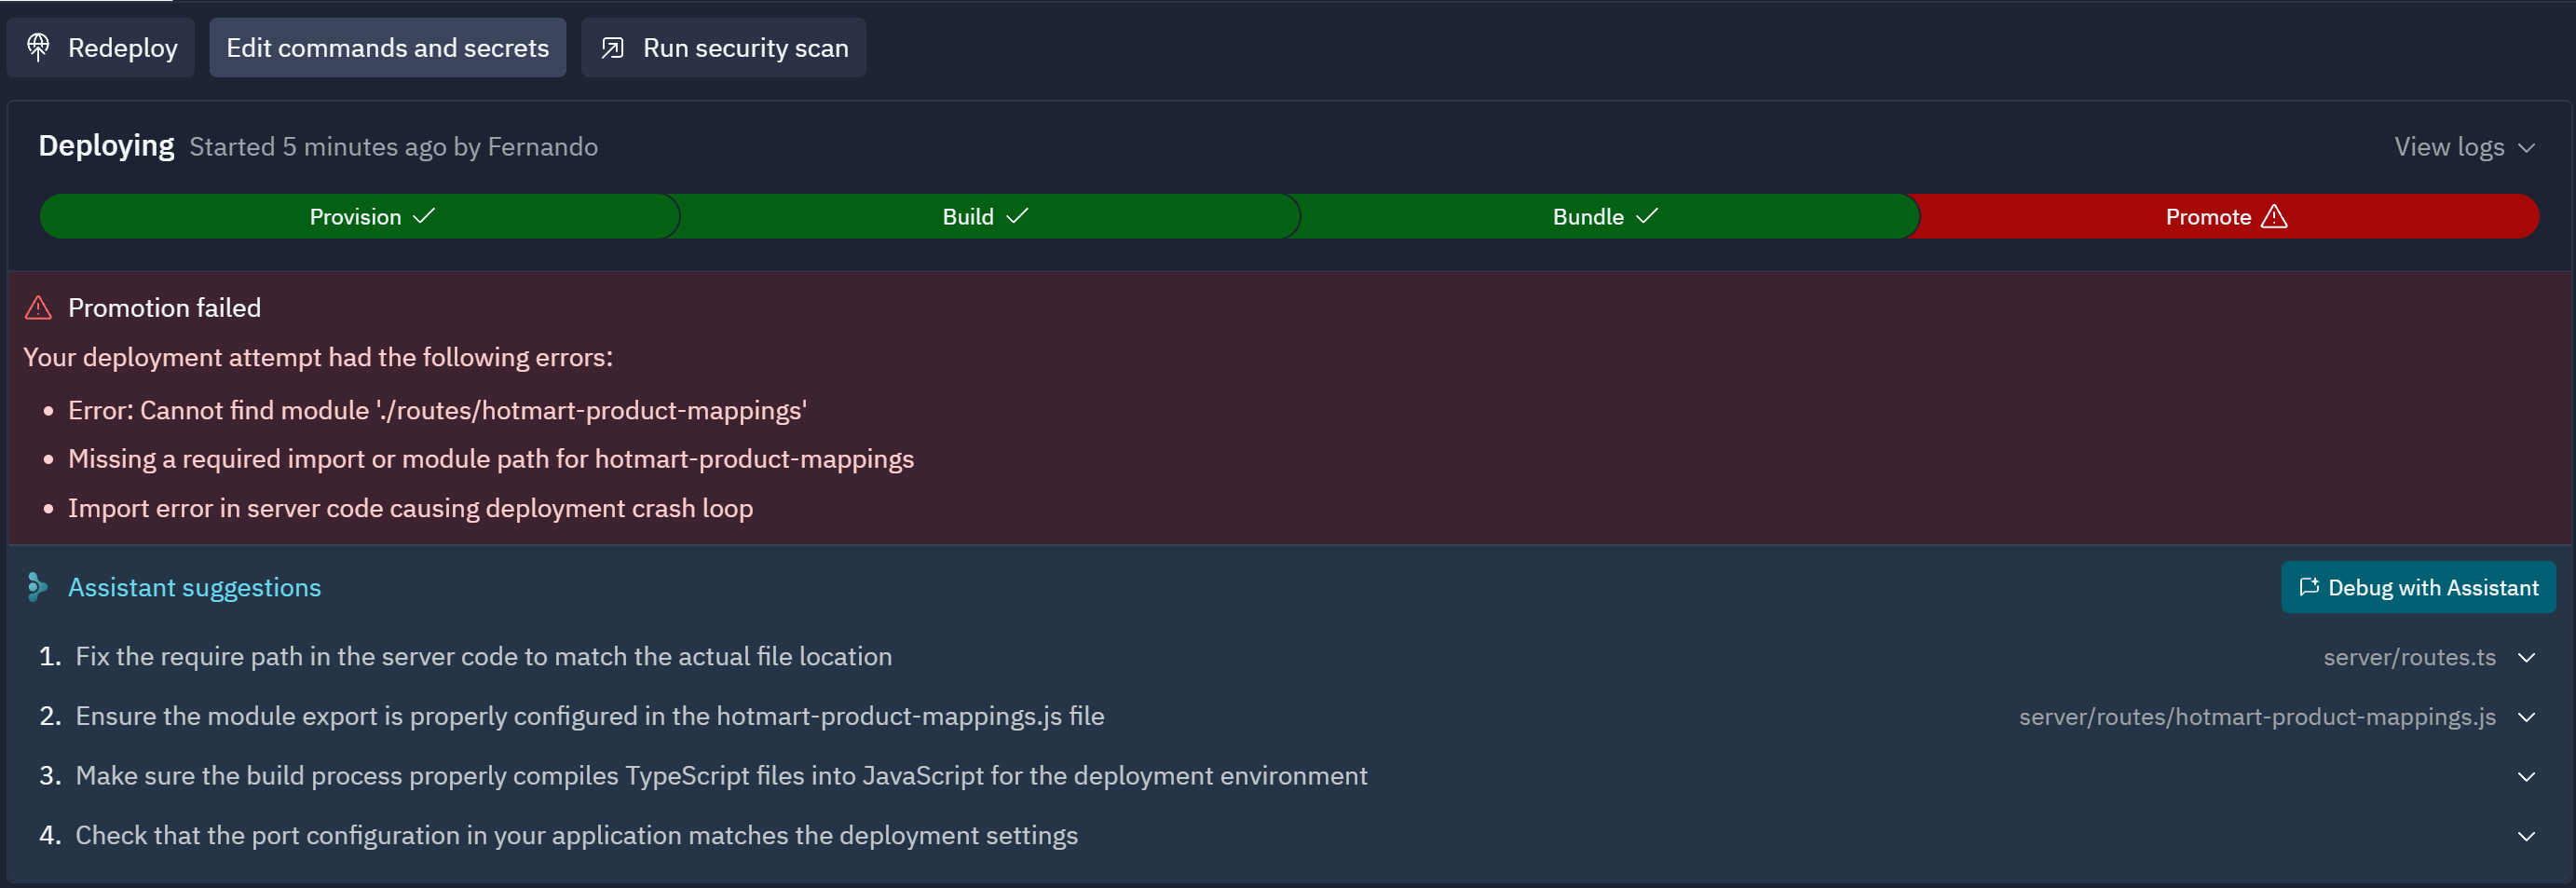 Redeploy Edit commands and secrets Run security scan
Deploying Started 5 minutes ago by Fernando View logs
Provision Build Bundle Promote
Promotion failed
Your deployment attempt had the following errors:
• Error: Cannot find module './routes/hotmart-product-mappings'
• Missing a required import or module path for hotmart-product-mappings
• Import error in server code causing deployment crash loop
Assistant suggestions Debug with Assistant
1. Fix the require path in the server code to match the actual file location server/routes.ts
2. Ensure the module export is properly configured in the hotmart-product-mappings.js file server/routes/hotmart-product-mappings.js
3. Make sure the build process properly compiles TypeScript files into JavaScript for the deployment environment
4. Check that the port configuration in your application matches the deployment settings